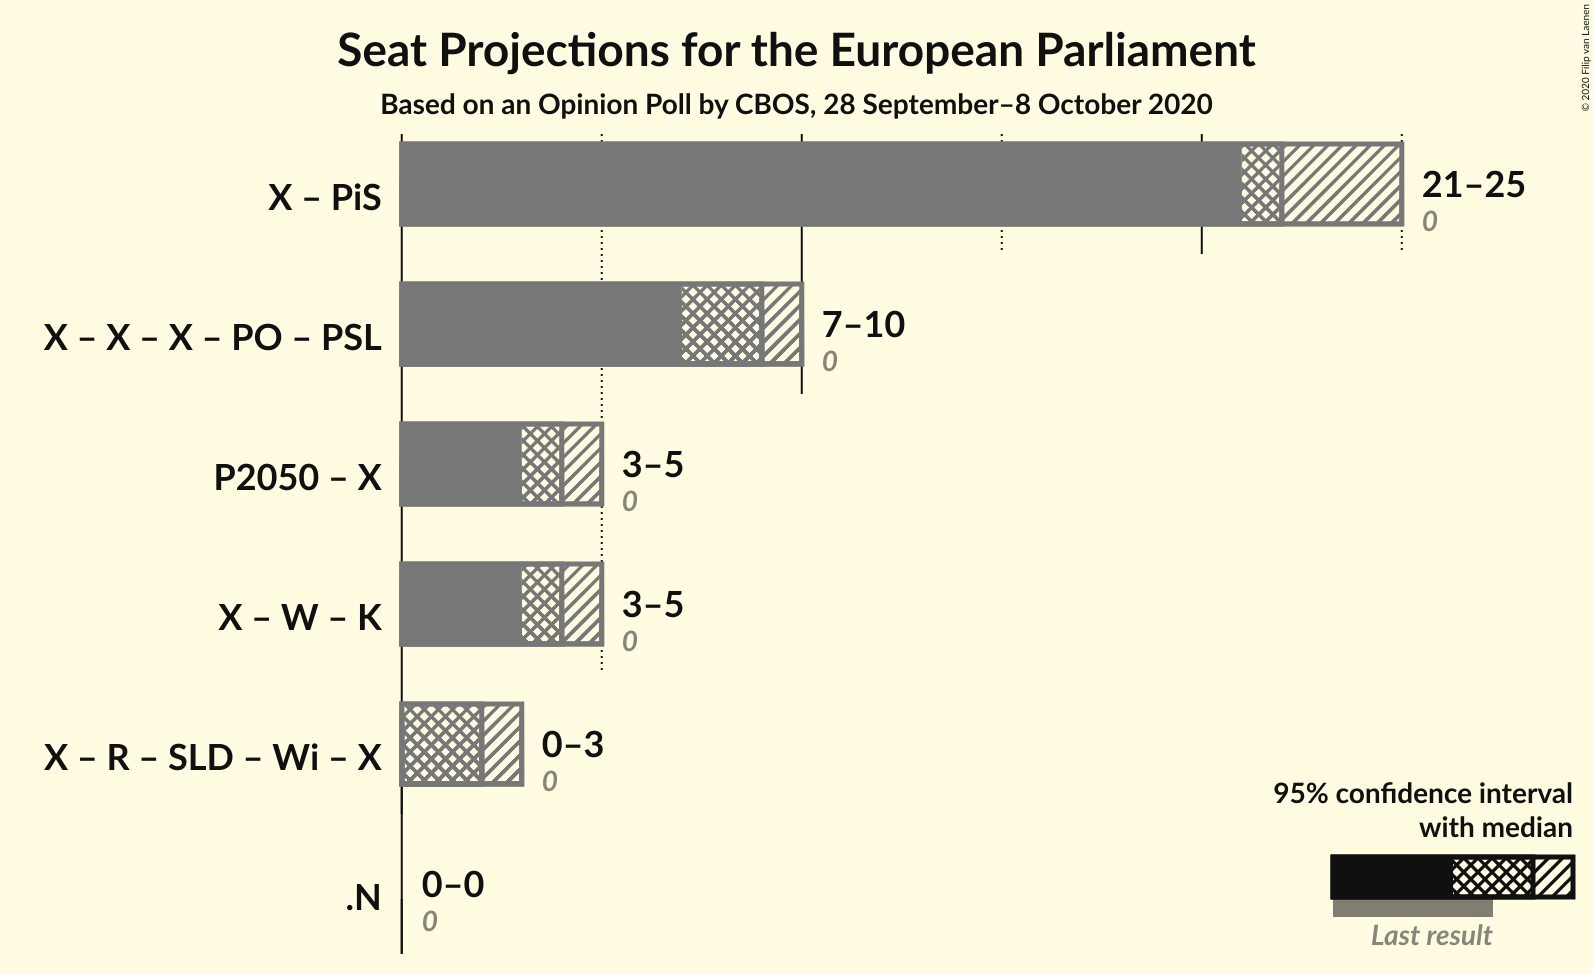 Seat Projections for the European Parliament
Based on an Opinion Poll by CBOS, 28 September–8 October 2020
© 2020 Filip van Laenen
X – PiS
21–25
0
X – X – X – PO – PSL
7–10
0
P2050 – X
3–5
0
X – W – K
3–5
0
X – R – SLD – Wi – X
0–3
0
.N
0–0
0
95% confidence interval
with median
Last result